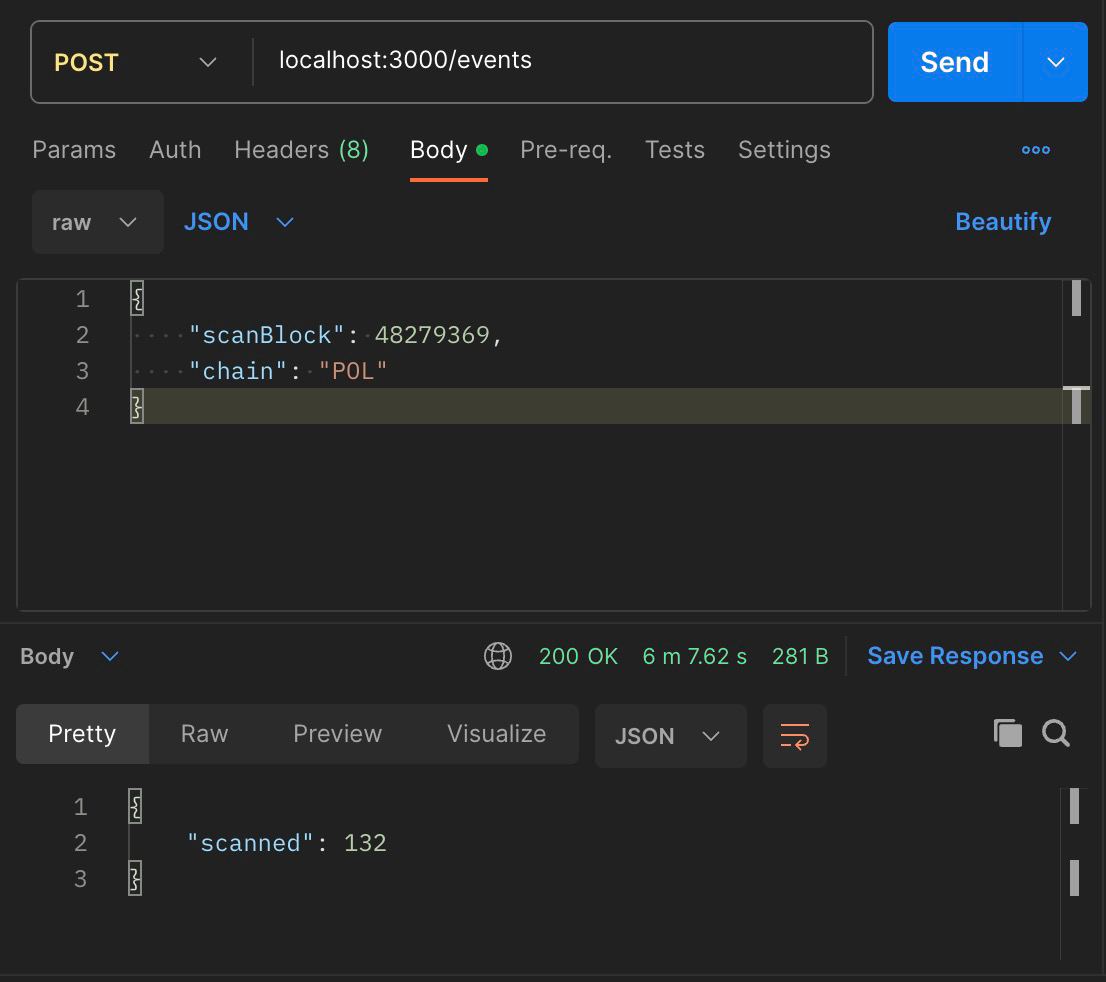 POST localhost:3000/events Send
Params Auth Headers (8) Body Pre-req. Tests Settings
raw JSON Beautify
1 {
2 "scanBlock": 48279369,
3 "chain": "POL"
4 }
Body 200 OK 6 m 7.62 s 281 B Save Response
Pretty Raw Preview Visualize JSON
1 {
2 "scanned": 132
3 }